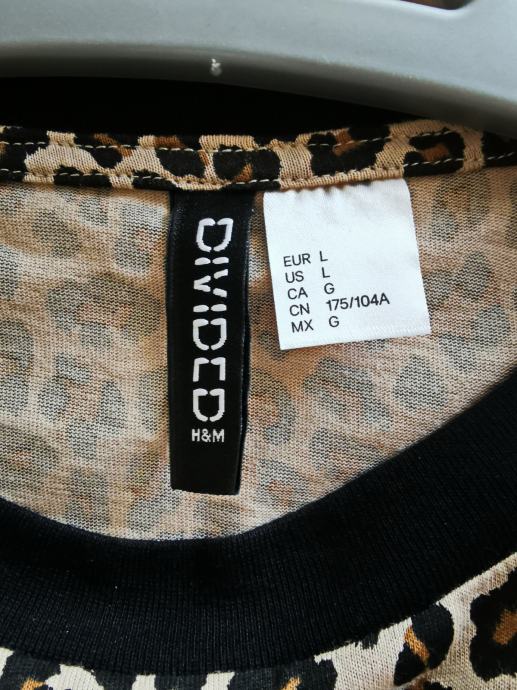 DIVIDED
H&M
EUR L
US L
CA G
CN 175/104A
MX G